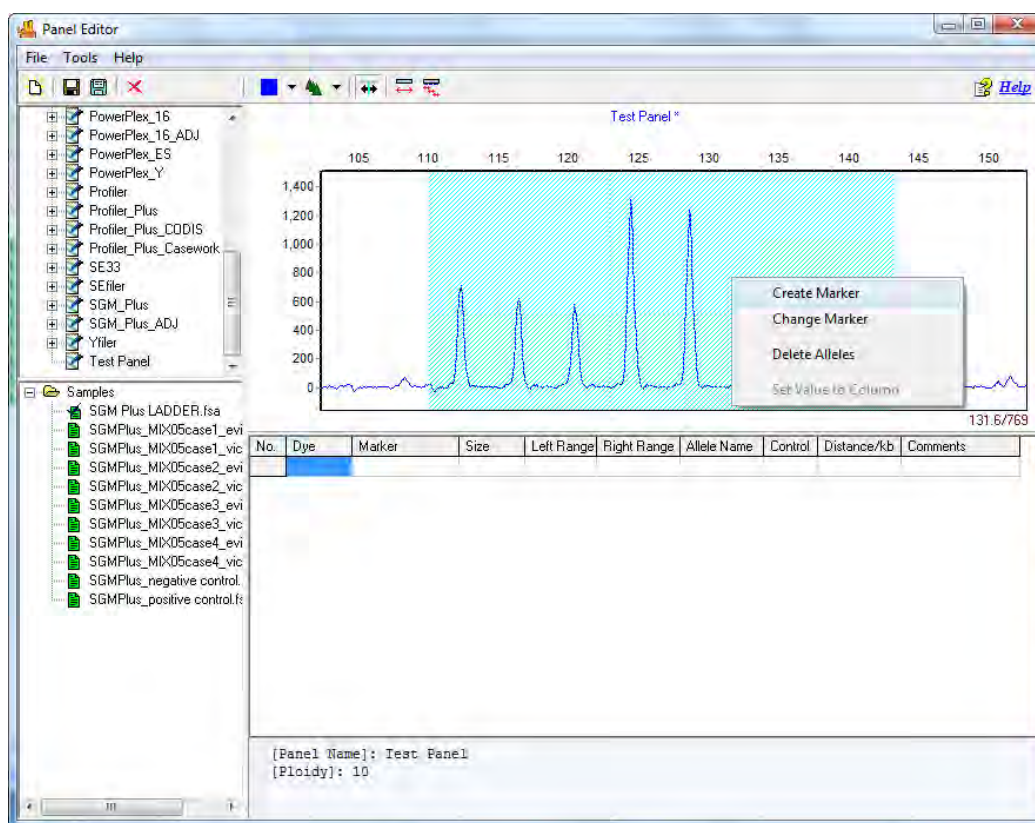 Panel Editor
File Tools Help
Help
PowerPlex_16
PowerPlex_16_ADJ
PowerPlex_ES
PowerPlex_Y
Profiler
Profiler_Plus
Profiler_Plus_CODIS
Profiler_Plus_Casework
SE33
SEfiler
SGM_Plus
SGM_Plus_ADJ
Yfiler
Test Panel
Samples
SGM Plus LADDER.fsa
SGMPlus_MIX05case1_evi
SGMPlus_MIX05case1_vic
SGMPlus_MIX05case2_evi
SGMPlus_MIX05case2_vic
SGMPlus_MIX05case3_evi
SGMPlus_MIX05case3_vic
SGMPlus_MIX05case4_evi
SGMPlus_MIX05case4_vic
SGMPlus_negative control.
SGMPlus_positive control.fs
Test Panel *
105 110 115 120 125 130 135 140 145 150
1,400
1,200
1,000
800
600
400
200
0
Create Marker
Change Marker
Delete Alleles
Set Value to Column
131.6/769
No. Dye Marker Size Left Range Right Range Allele Name Control Distance/kb Comments
[Panel Name]: Test Panel
[Ploidy]: 10